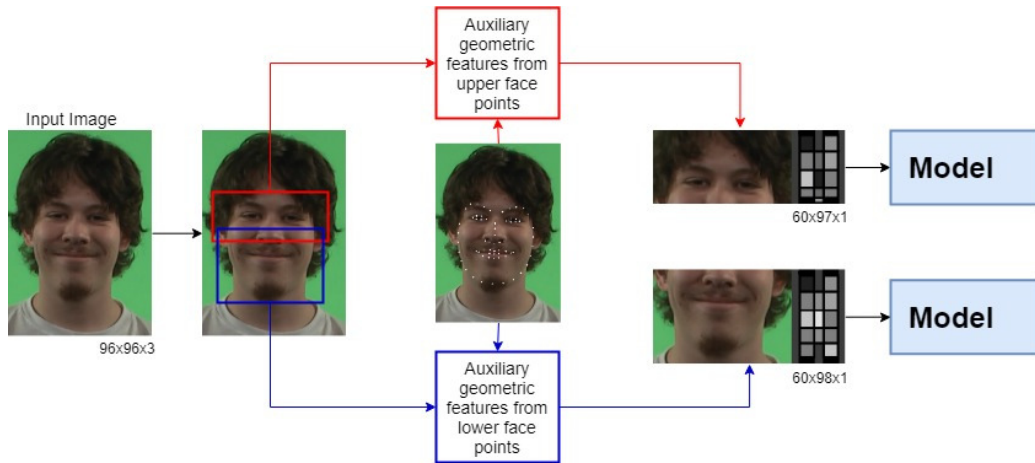 Auxiliary
geometric
features from
upper face
points
Input Image
96x96x3
60x97x1
Model
60x98x1
Model
Auxiliary
geometric
features from
lower face
points